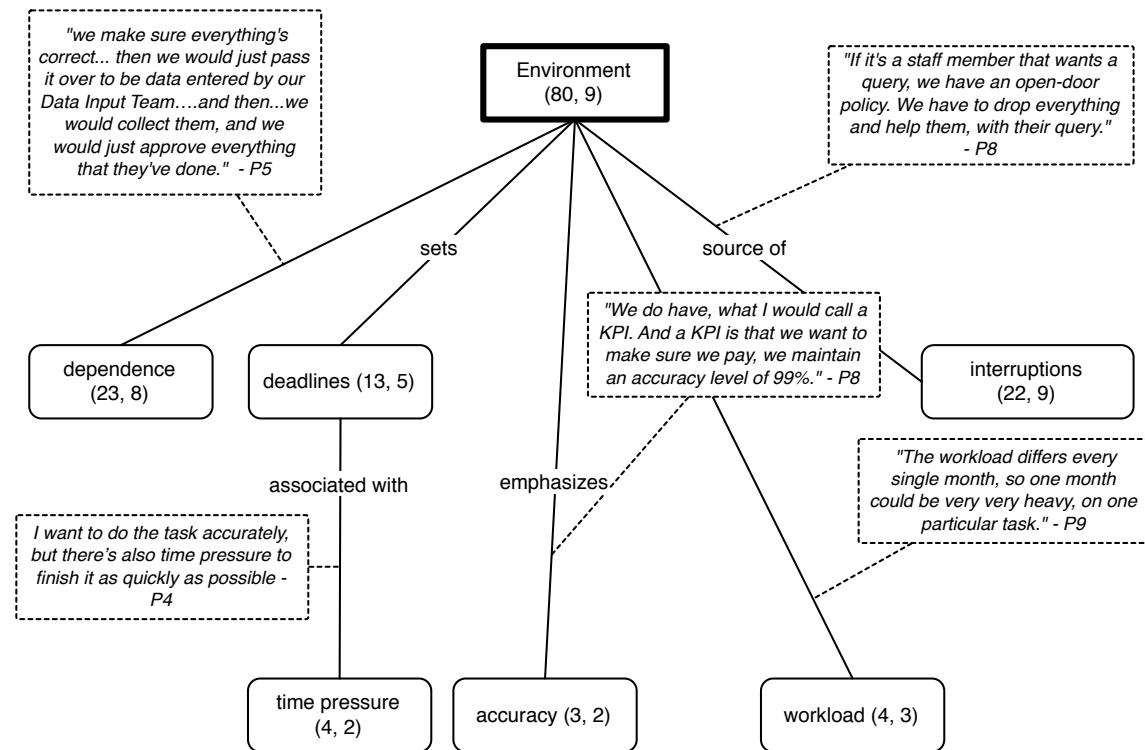 "we make sure everything's
correct... then we would just pass
it over to be data entered by our
Data Input Team….and then...we
would collect them, and we
would just approve everything
that they've done."  - P5
Environment
(80, 9)
"If it's a staff member that wants a
query, we have an open-door
policy. We have to drop everything
and help them, with their query."
- P8
sets
source of
"We do have, what I would call a
KPI. And a KPI is that we want to
make sure we pay, we maintain
an accuracy level of 99%." - P8
dependence
(23, 8)
deadlines (13, 5)
interruptions
(22, 9)
associated with
emphasizes
"The workload differs every
single month, so one month
could be very very heavy, on one
particular task." - P9
I want to do the task accurately,
but there's also time pressure to
finish it as quickly as possible -
P4
time pressure
(4, 2)
accuracy (3, 2)
workload (4, 3)